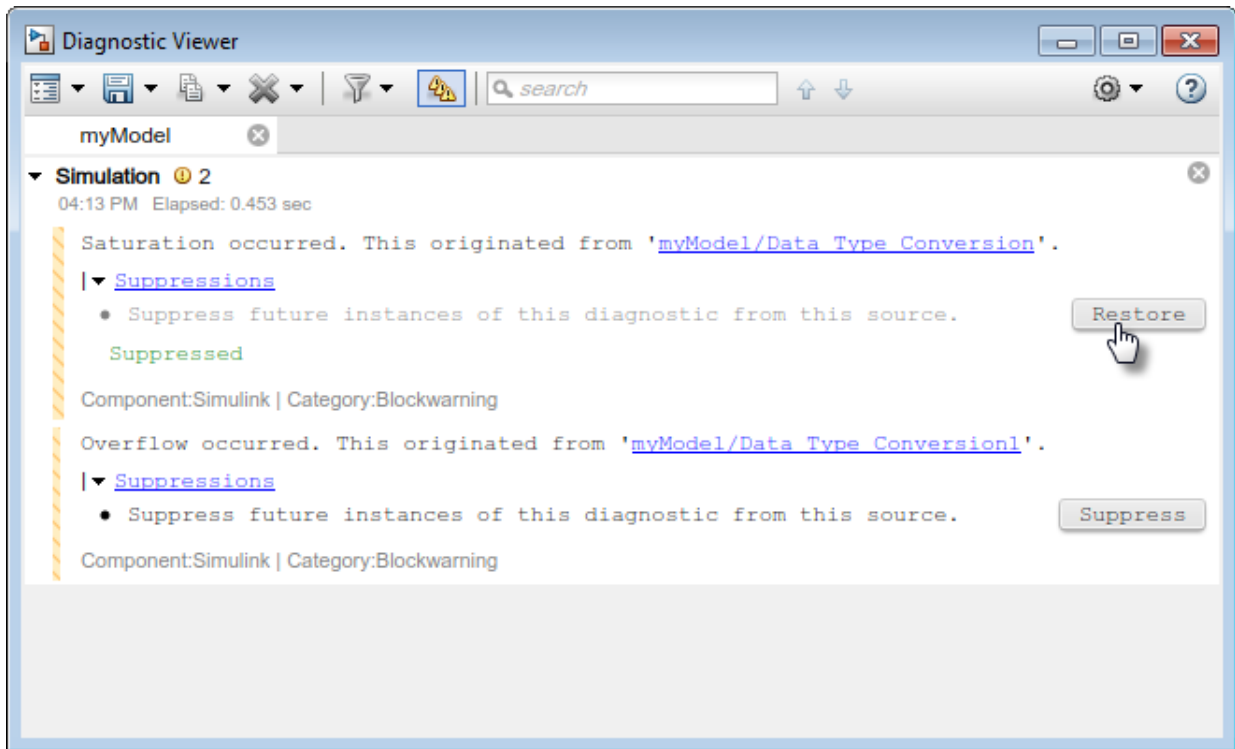 Diagnostic Viewer
search
myModel
Simulation 2
04:13 PM Elapsed: 0.453 sec
Saturation occurred. This originated from 'myModel/Data Type Conversion'.
Suppressions
• Suppress future instances of this diagnostic from this source. Restore
Suppressed
Component:Simulink | Category:Blockwarning
Overflow occurred. This originated from 'myModel/Data Type Conversion1'.
Suppressions
• Suppress future instances of this diagnostic from this source. Suppress
Component:Simulink | Category:Blockwarning